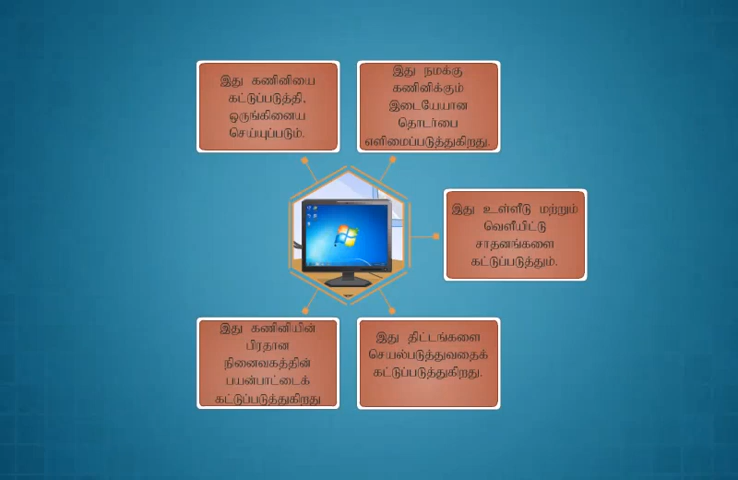 இது கணினியை
கட்டுப்படுத்தி,
ஒருங்கினைய
செய்யுப்படும்.
இது நமக்கு
கணினிக்கும்
இடையேயான
தொடர்பை
எளிமைப்படுத்துகிறது.
இது உள்ளீடு மற்றும்
வெளியிட்டு
சாதனங்களை
கட்டுப்படுத்தும்.
இது கணினியின்
பிரதான
நினைவகத்தின்
பயன்பாட்டைக்
கட்டுப்படுத்துகிறது
இது திட்டங்களை
செயல்படுத்துவதைக்
கட்டுப்படுத்துகிறது.